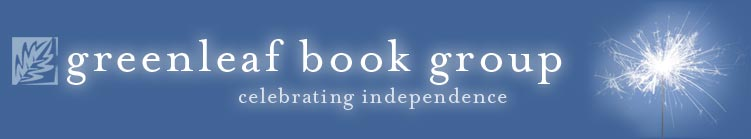 greenleaf book group
celebrating independence